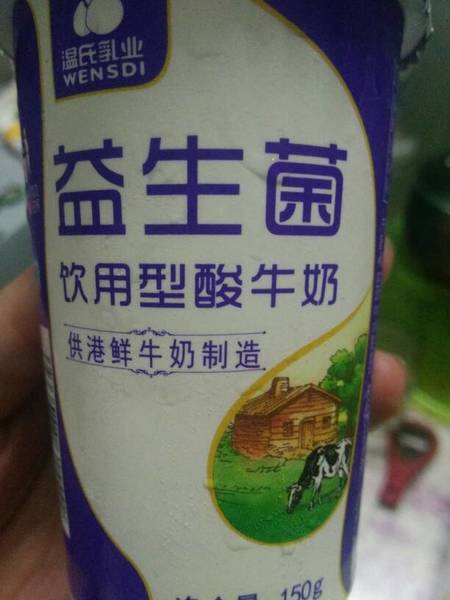 温氏乳业
WENSDI
益生菌
饮用型酸牛奶
供港鲜牛奶制造
150g